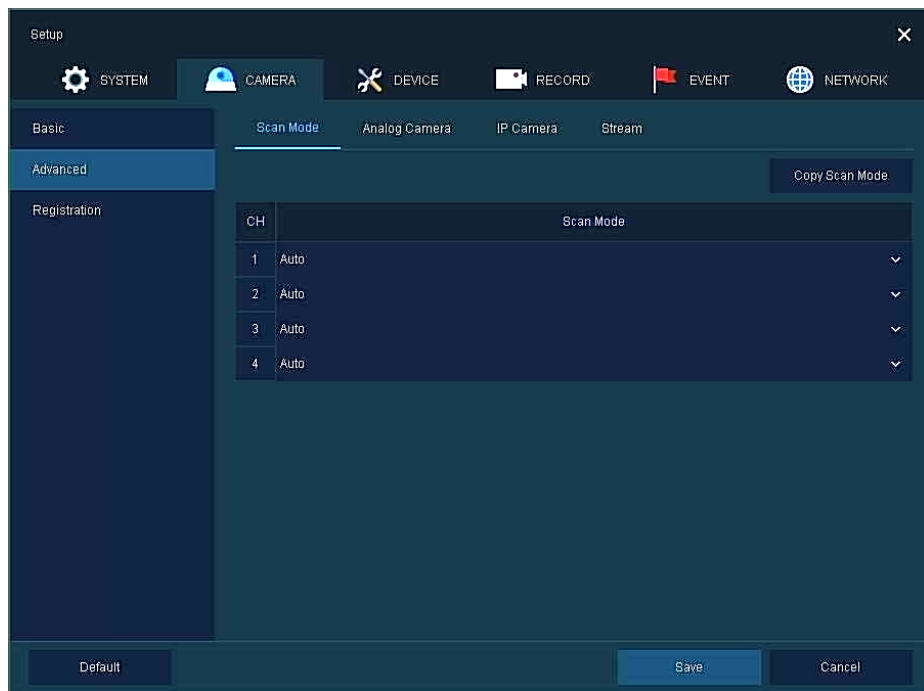 Setup
SYSTEM CAMERA DEVICE RECORD EVENT NETWORK
Basic
Advanced
Registration
Scan Mode Analog Camera IP Camera Stream
Copy Scan Mode
CH Scan Mode
1 Auto
2 Auto
3 Auto
4 Auto
Default Save Cancel